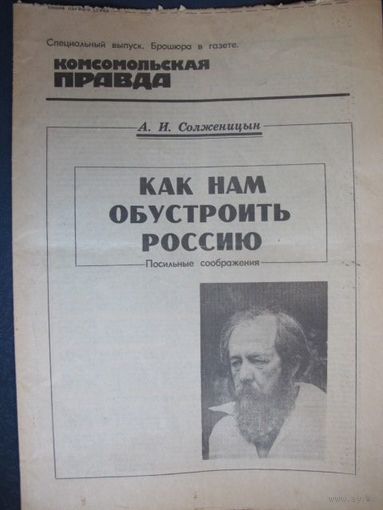 Специальный выпуск. Брошюра в газете.
КОМСОМОЛЬСКАЯ
ПРАВДА
А. И. Солженицын
КАК НАМ
ОБУСТРОИТЬ
РОССИЮ
Посильные соображения